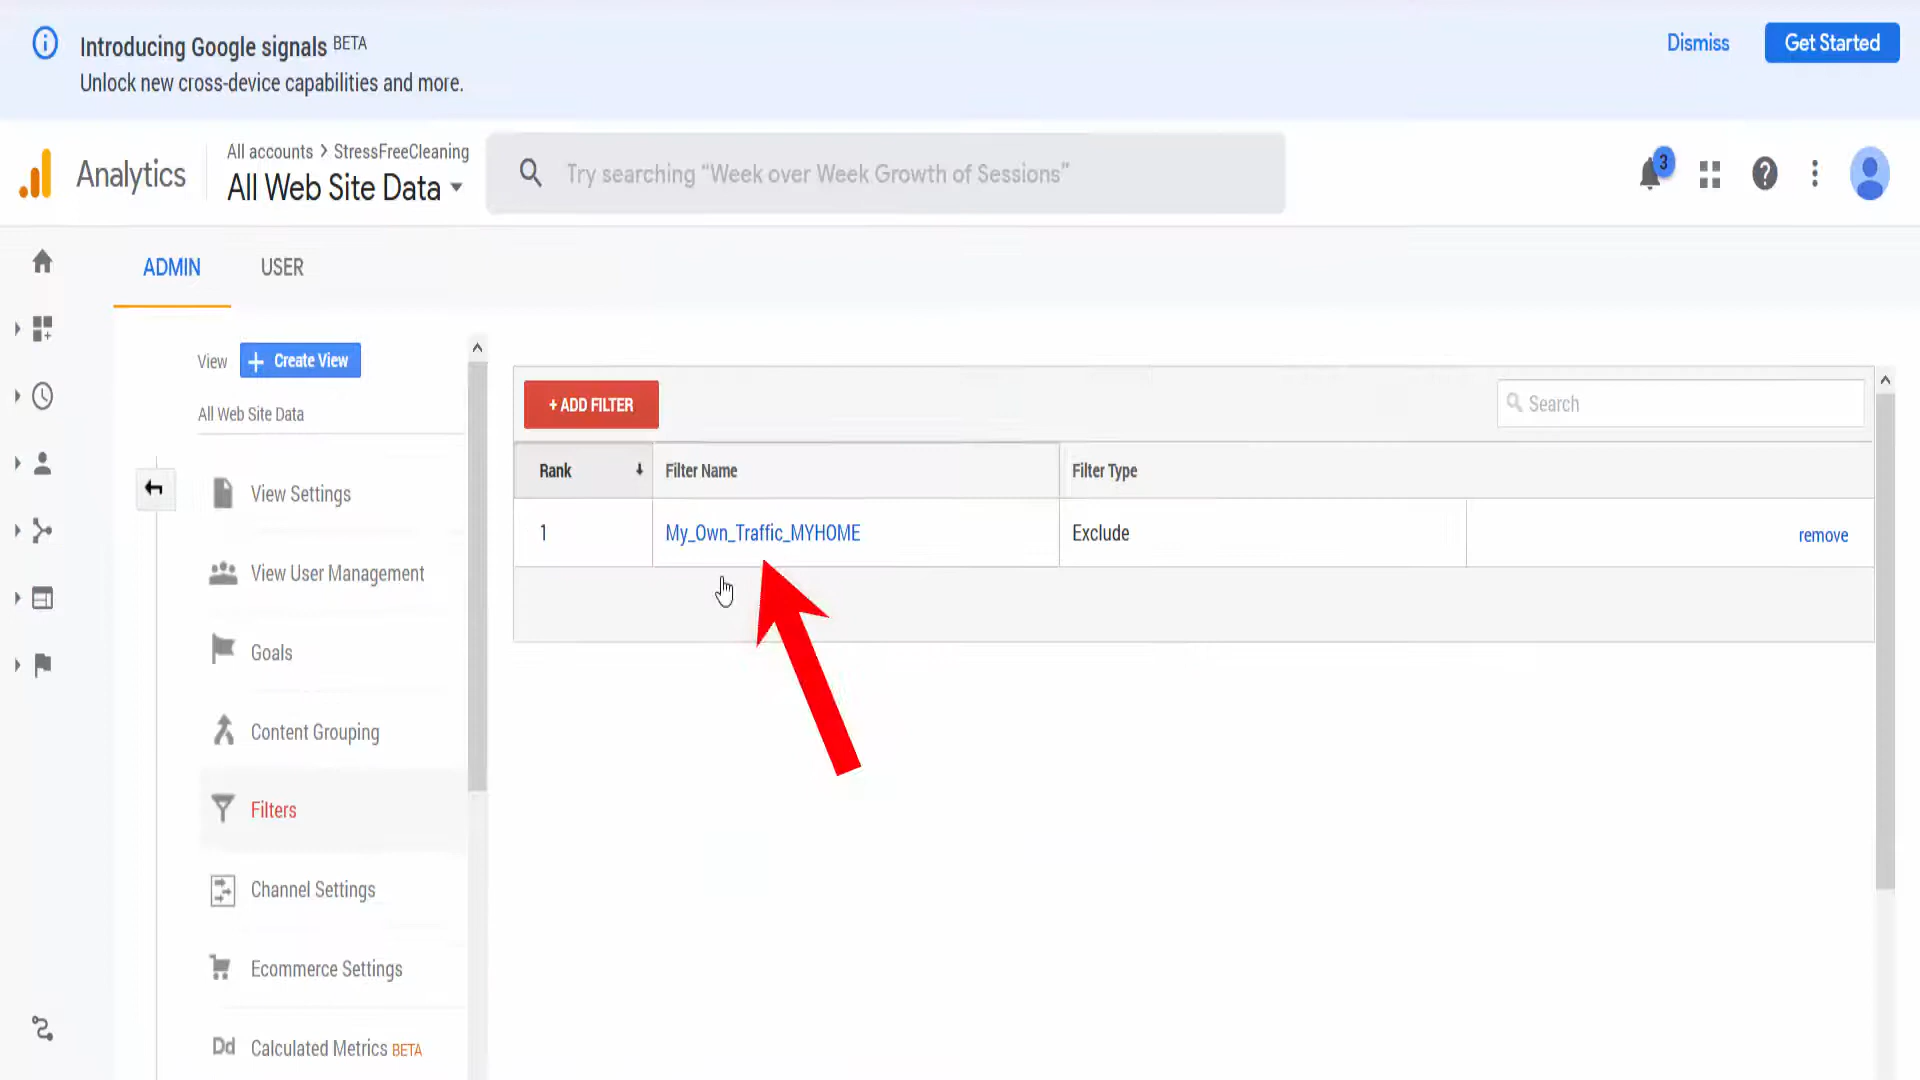 Introducing Google signals BETA
Unlock new cross-device capabilities and more.
Dismiss
Get Started
Analytics
All accounts > StressFreeCleaning
All Web Site Data
Try searching “Week over Week Growth of Sessions”
3
ADMIN
USER
View
+ Create View
All Web Site Data
View Settings
View User Management
Goals
Content Grouping
Filters
Channel Settings
Ecommerce Settings
Dd Calculated Metrics BETA
+ ADD FILTER
Search
Rank
Filter Name
Filter Type
1
My_Own_Traffic_MYHOME
Exclude
remove